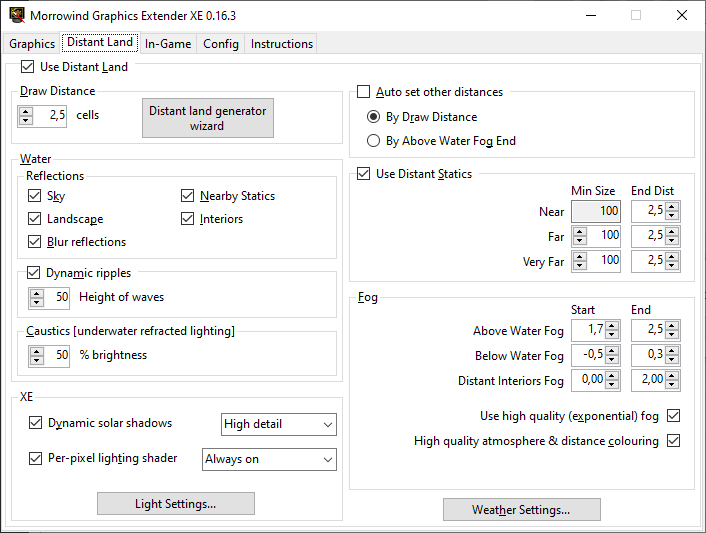 Morrowind Graphics Extender XE 0.16.3
Graphics Distant Land In-Game Config Instructions
Use Distant Land
Draw Distance
2,5 cells
Distant land generator
wizard
Water
Reflections
Sky Nearby Statics
Landscape Interiors
Blur reflections
Dynamic ripples
50 Height of waves
Caustics [underwater refracted lighting]
50 % brightness
XE
Dynamic solar shadows High detail
Per-pixel lighting shader Always on
Light Settings...
Auto set other distances
By Draw Distance
By Above Water Fog End
Use Distant Statics
Min Size End Dist
Near 100 2,5
Far 100 2,5
Very Far 100 2,5
Fog
Start End
Above Water Fog 1,7 2,5
Below Water Fog -0,5 0,3
Distant Interiors Fog 0,00 2,00
Use high quality (exponential) fog
High quality atmosphere & distance colouring
Weather Settings...